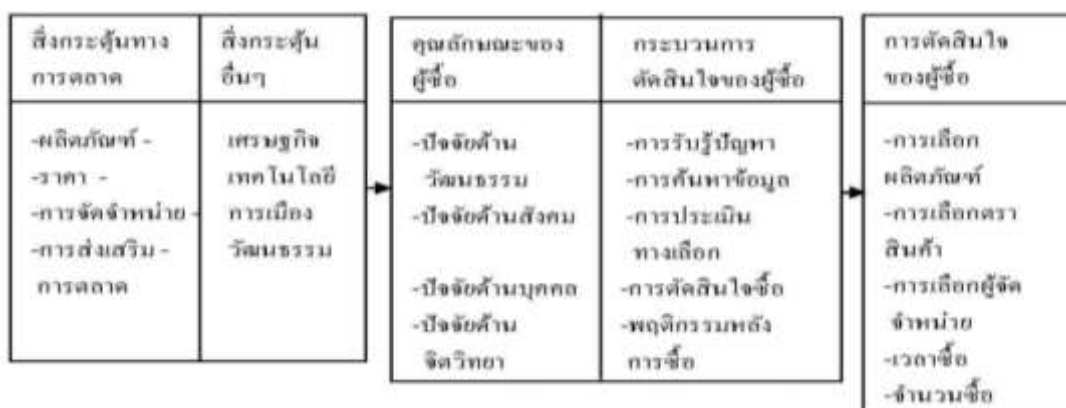 สิ่งกระตุ้นทาง
การตลาด
-ผลิตภัณฑ์ -
-ราคา -
-การจัดจำหน่าย -
-การส่งเสริม -
การตลาด
สิ่งกระตุ้น
อื่นๆ
เศรษฐกิจ
เทคโนโลยี
การเมือง
วัฒนธรรม
คุณลักษณะของ
ผู้ซื้อ
-ปัจจัยด้าน
วัฒนธรรม
-ปัจจัยด้านสังคม
-ปัจจัยด้านบุคคล
-ปัจจัยด้าน
จิตวิทยา
กระบวนการ
ตัดสินใจของผู้ซื้อ
-การรับรู้ปัญหา
-การค้นหาข้อมูล
-การประเมิน
ทางเลือก
-การตัดสินใจซื้อ
-พฤติกรรมหลัง
การซื้อ
การตัดสินใจ
ของผู้ซื้อ
-การเลือก
ผลิตภัณฑ์
-การเลือกตรา
สินค้า
-การเลือกผู้จัด
จำหน่าย
-เวลาซื้อ
-จำนวนซื้อ